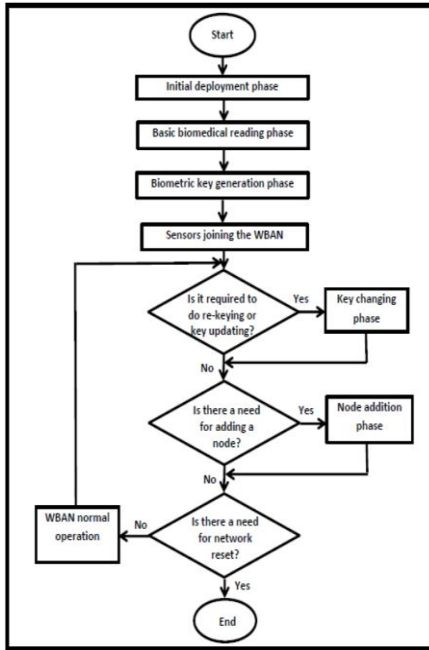 Start
Initial deployment phase
Basic biomedical reading phase
Biometric key generation phase
Sensors joining the WBAN
Is it required to
do re-keying or
key updating?
Yes
Key changing
phase
No
Is there a need
for adding a
node?
Yes
Node addition
phase
No
Is there a need
for network
reset?
No
WBAN normal
operation
Yes
End